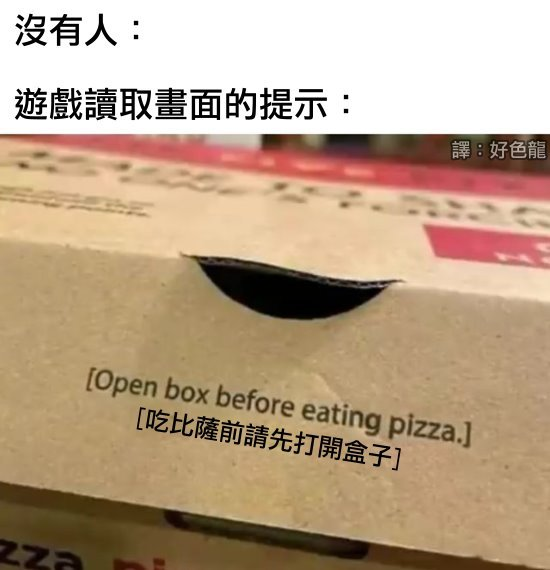 沒有人：
遊戲讀取畫面的提示：
譯：好色龍
[Open box before eating pizza.]
[吃比薩前請先打開盒子]
zza